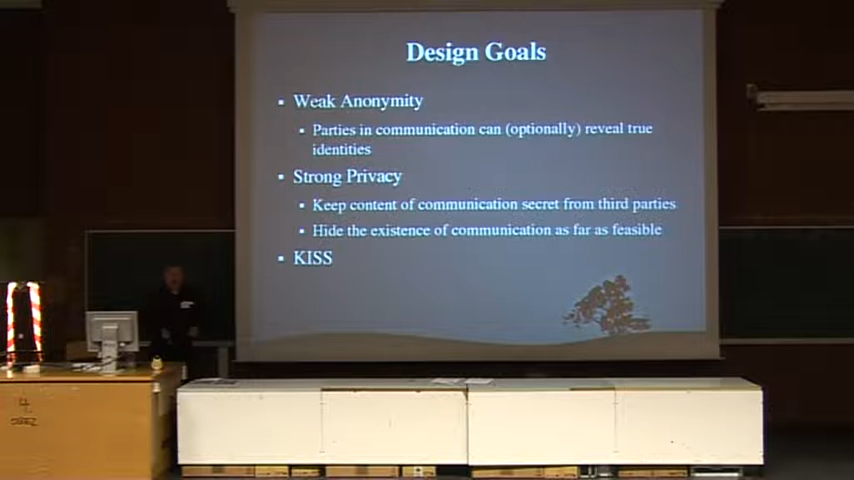 Design Goals
Weak Anonymity
Parties in communication can (optionally) reveal true
identities
Strong Privacy
Keep content of communication secret from third parties
Hide the existence of communication as far as feasible
KISS
4